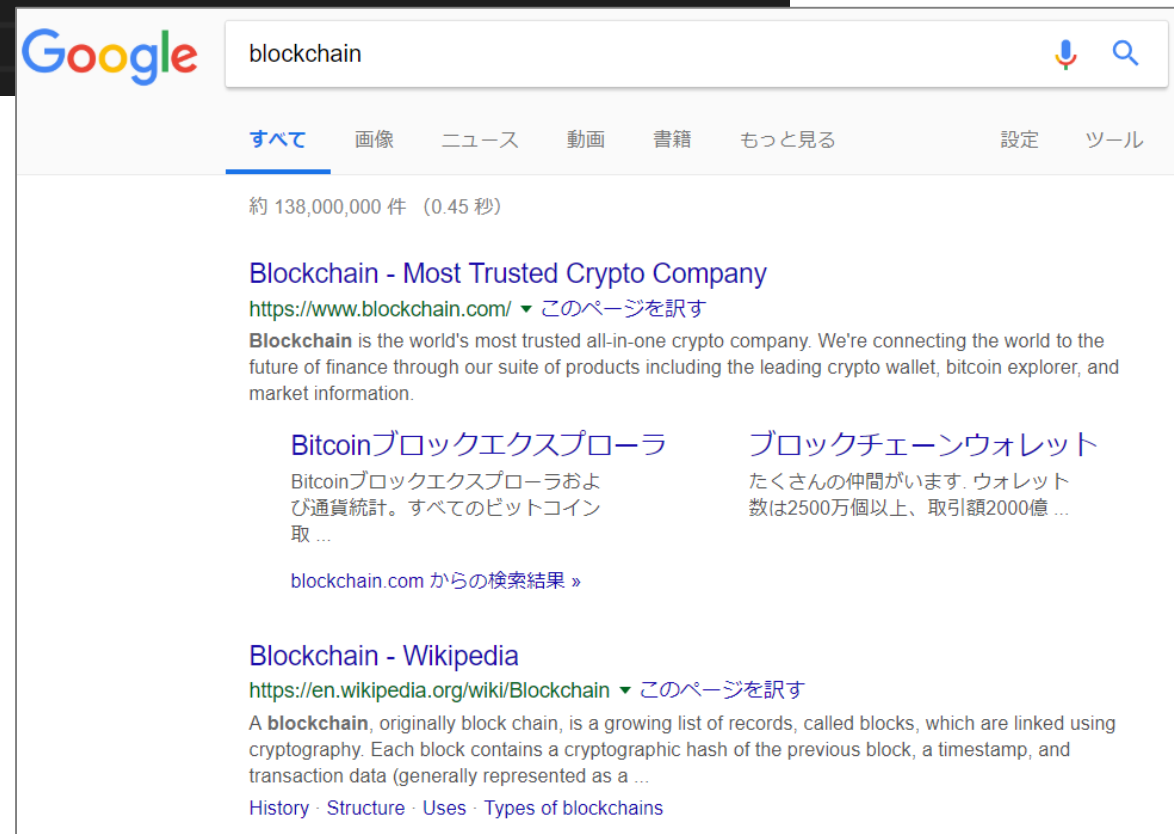 Google
blockchain
すべて 画像 ニュース 動画 書籍 もっと見る 設定 ツール
約 138,000,000 件 （0.45 秒）
Blockchain - Most Trusted Crypto Company
https://www.blockchain.com/ ▼ このページを訳す
Blockchain is the world's most trusted all-in-one crypto company. We're connecting the world to the
future of finance through our suite of products including the leading crypto wallet, bitcoin explorer, and
market information.
Bitcoinブロックエクスプローラ
Bitcoinブロックエクスプローラおよ
び通貨統計。すべてのビットコイン
取 ...
ブロックチェーンウォレット
たくさんの仲間がいます. ウォレット
数は2500万個以上、取引額2000億 ...
blockchain.com からの検索結果 »
Blockchain - Wikipedia
https://en.wikipedia.org/wiki/Blockchain ▼ このページを訳す
A blockchain, originally block chain, is a growing list of records, called blocks, which are linked using
cryptography. Each block contains a cryptographic hash of the previous block, a timestamp, and
transaction data (generally represented as a ...
History · Structure · Uses · Types of blockchains